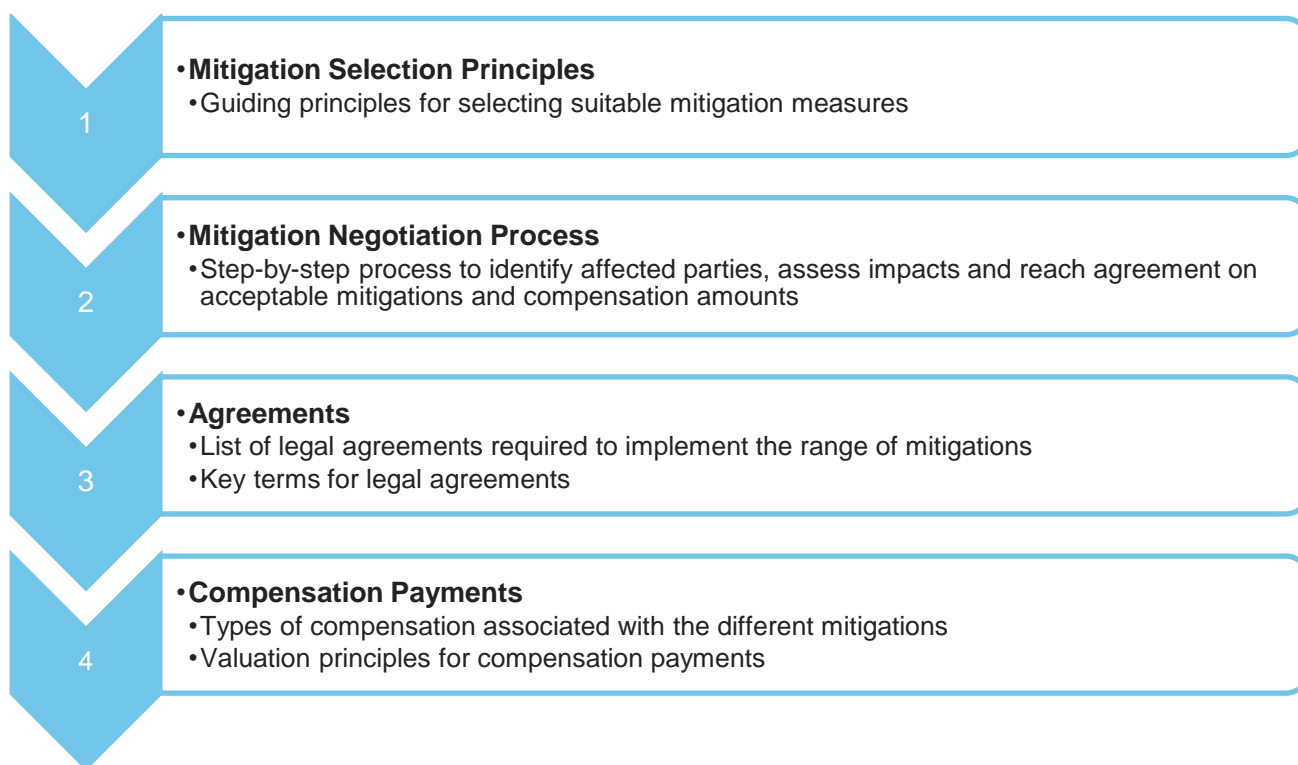 1
•Mitigation Selection Principles
•Guiding principles for selecting suitable mitigation measures
2
•Mitigation Negotiation Process
•Step-by-step process to identify affected parties, assess impacts and reach agreement on
acceptable mitigations and compensation amounts
3
•Agreements
•List of legal agreements required to implement the range of mitigations
•Key terms for legal agreements
4
•Compensation Payments
•Types of compensation associated with the different mitigations
•Valuation principles for compensation payments